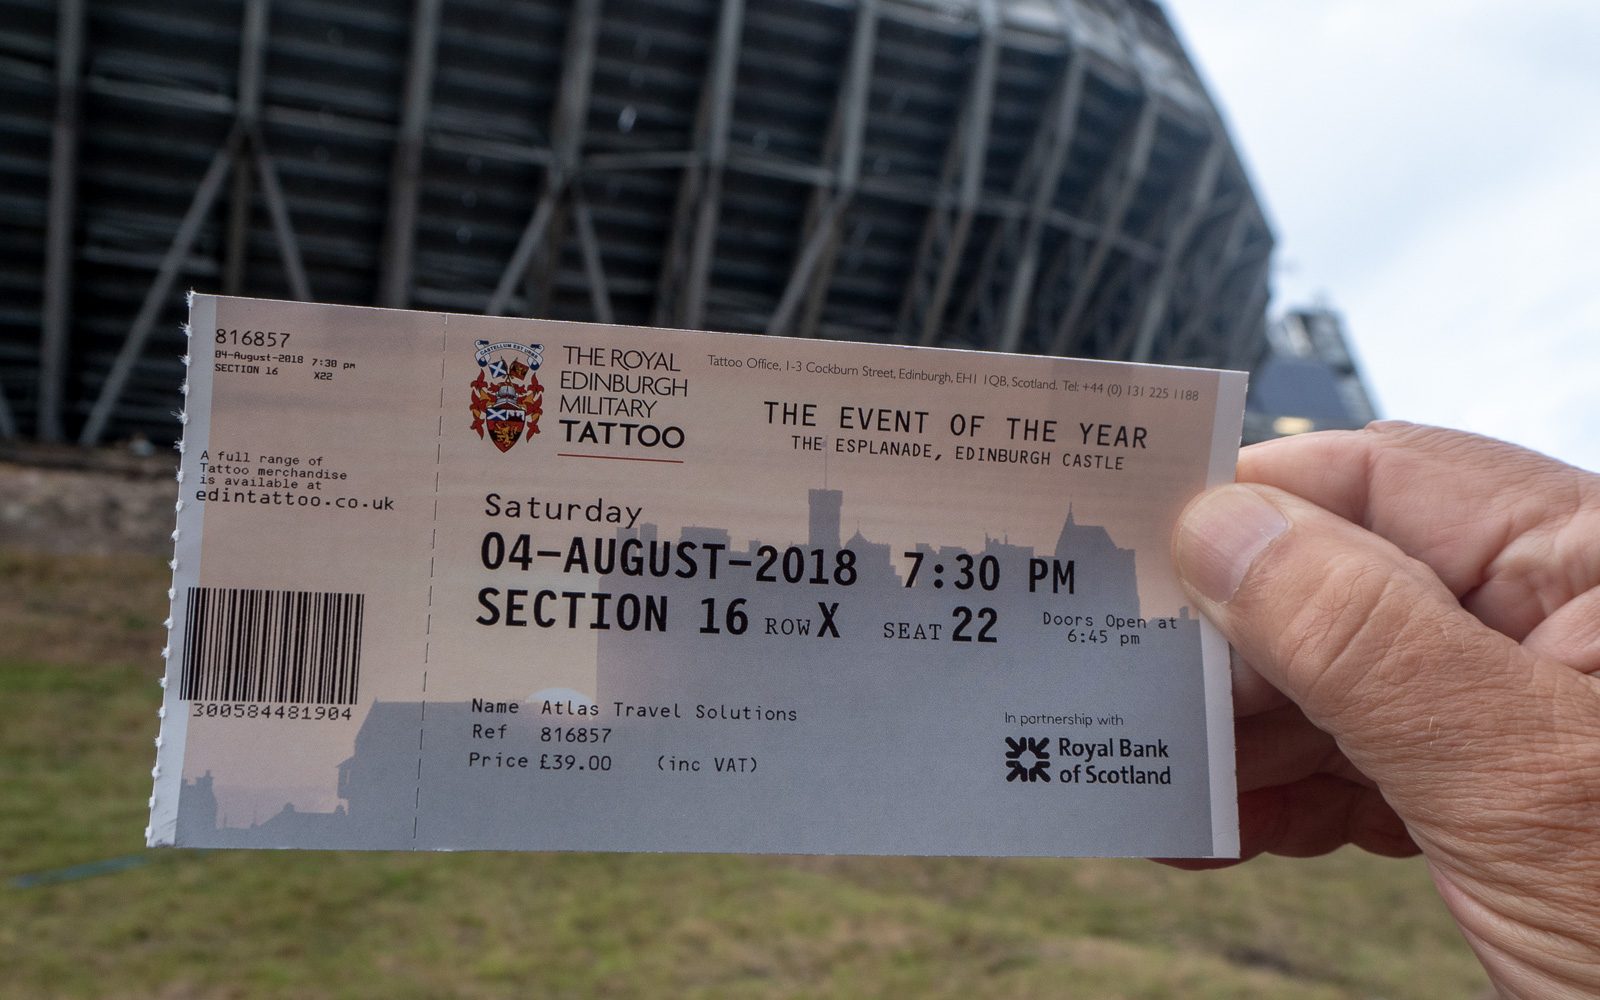 816857
04-August-2018 7:30 pm
SECTION 16 X22
A full range of
Tattoo merchandise
is available at
edintattoo.co.uk
300584481904
THE ROYAL
EDINBURGH
MILITARY
TATTOO
Tattoo Office, 1-3 Cockburn Street, Edinburgh, EH1 1QB, Scotland. Tel: +44 (0) 131 225 1188
THE EVENT OF THE YEAR
THE ESPLANADE, EDINBURGH CASTLE
Saturday
04-AUGUST-2018 7:30 PM
SECTION 16 ROW X SEAT 22
Doors Open at
6:45 pm
Name Atlas Travel Solutions
Ref 816857
Price £39.00 (inc VAT)
In partnership with
Royal Bank
of Scotland